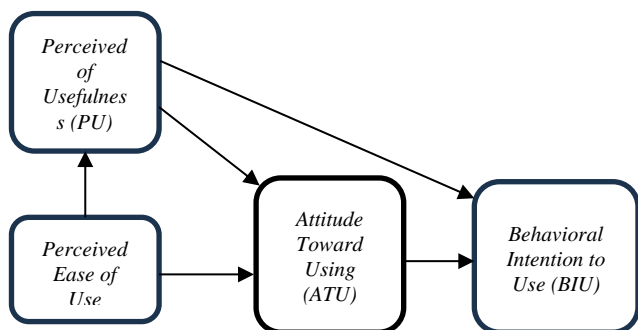 Perceived
of
Usefulnes
s (PU)
Perceived
Ease of
Use
Attitude
Toward
Using
(ATU)
Behavioral
Intention to
Use (BIU)